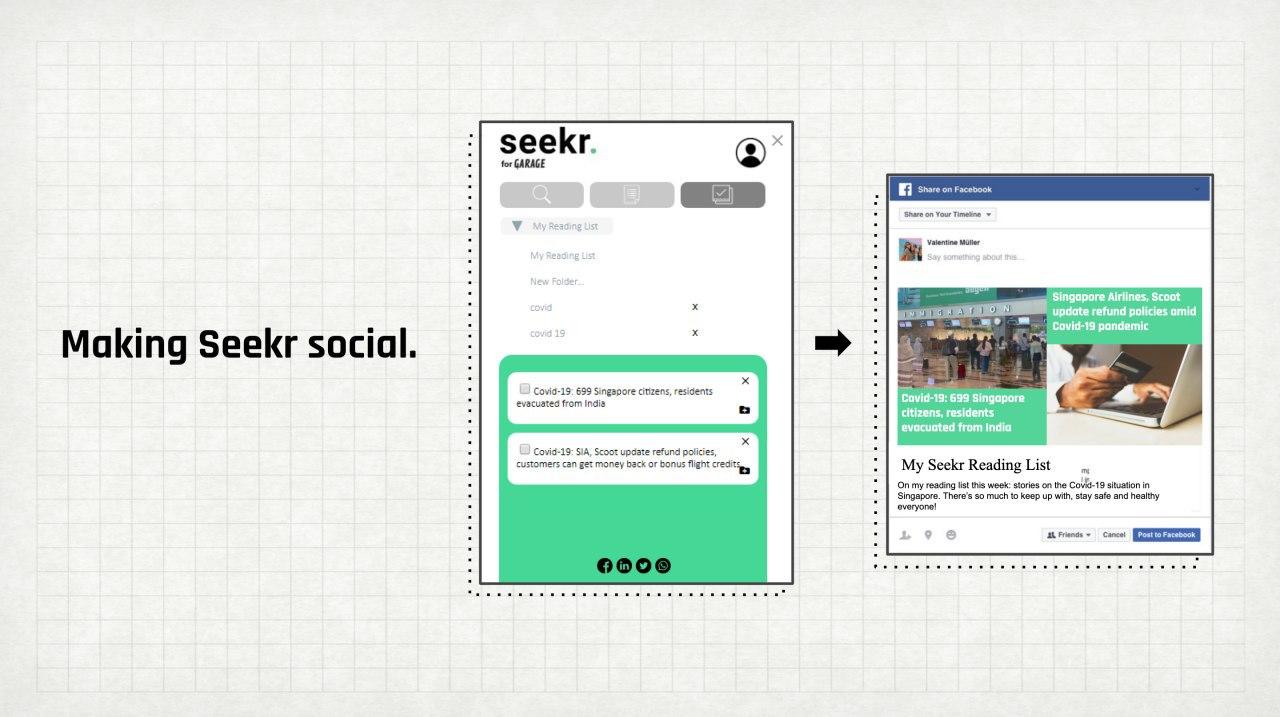 Making Seekr social.
seekr.
for GARAGE
My Reading List
My Reading List
New Folder...
covid x
covid 19 x
Covid-19: 699 Singapore citizens, residents
evacuated from India
Covid-19: SIA, Scoot update refund policies,
customers can get money back or bonus flight credits
Share on Facebook
Share on Your Timeline
Valentine Müller
Say something about this...
IMMIGRATION
Covid-19: 699 Singapore
citizens, residents
evacuated from India
Singapore Airlines, Scoot
update refund policies amid
Covid-19 pandemic
My Seekr Reading List
On my reading list this week: stories on the Covid-19 situation in
Singapore. There's so much to keep up with, stay safe and healthy
everyone!
Friends
Cancel
Post to Facebook